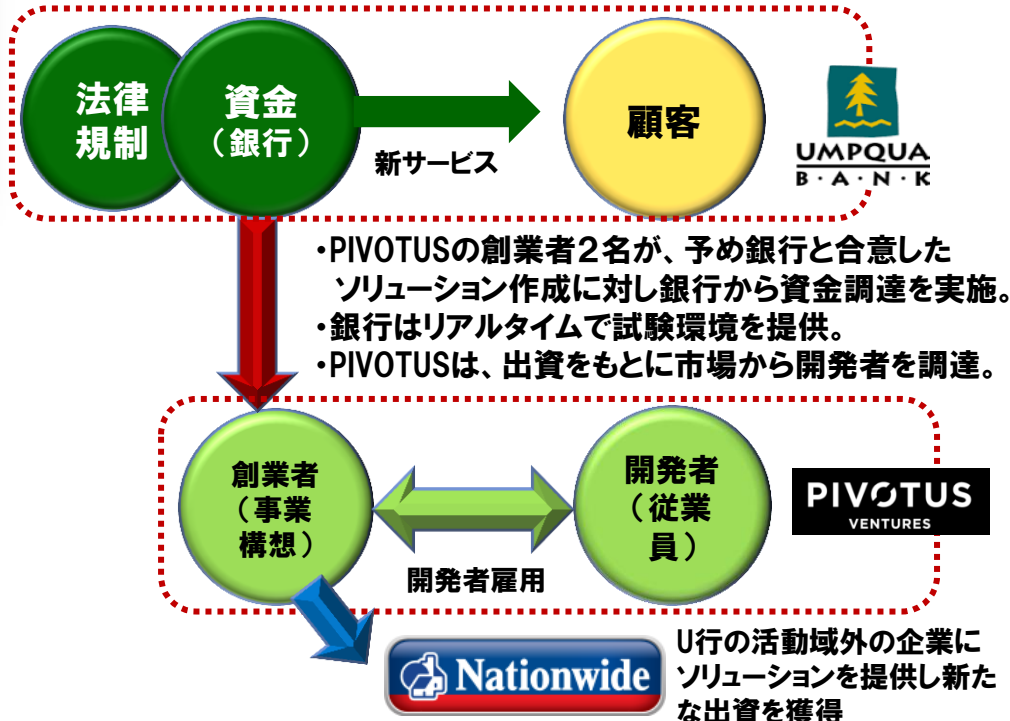 法律
規制
資金
（銀行）
新サービス
顧客
UMPQUA
B·A·N·K
・PIVOTUSの創業者２名が、予め銀行と合意した
ソリューション作成に対し銀行から資金調達を実施。
・銀行はリアルタイムで試験環境を提供。
・PIVOTUSは、出資をもとに市場から開発者を調達。
創業者
（事業
構想）
開発者雇用
開発者
（従業
員）
PIVOTUS
VENTURES
Nationwide
U行の活動域外の企業に
ソリューションを提供し新た
な出資を獲得